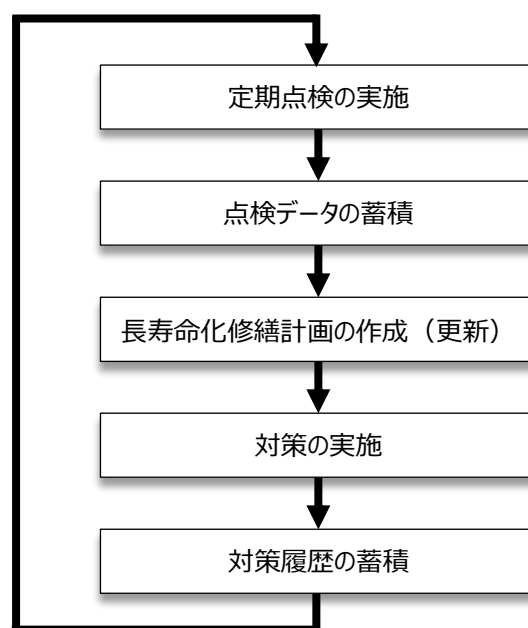 定期点検の実施
点検データの蓄積
長寿命化修繕計画の作成（更新）
対策の実施
対策履歴の蓄積